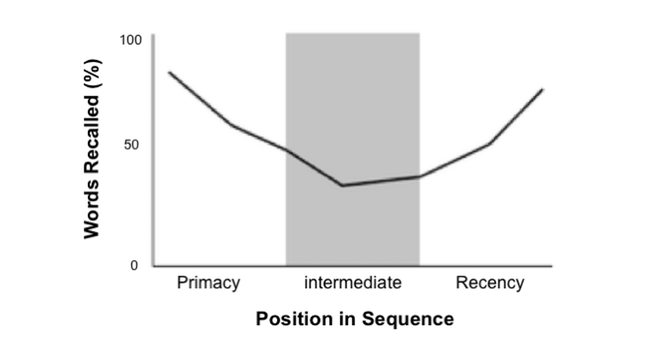 100
Words Recalled (%)
50
0
Primacy intermediate Recency
Position in Sequence